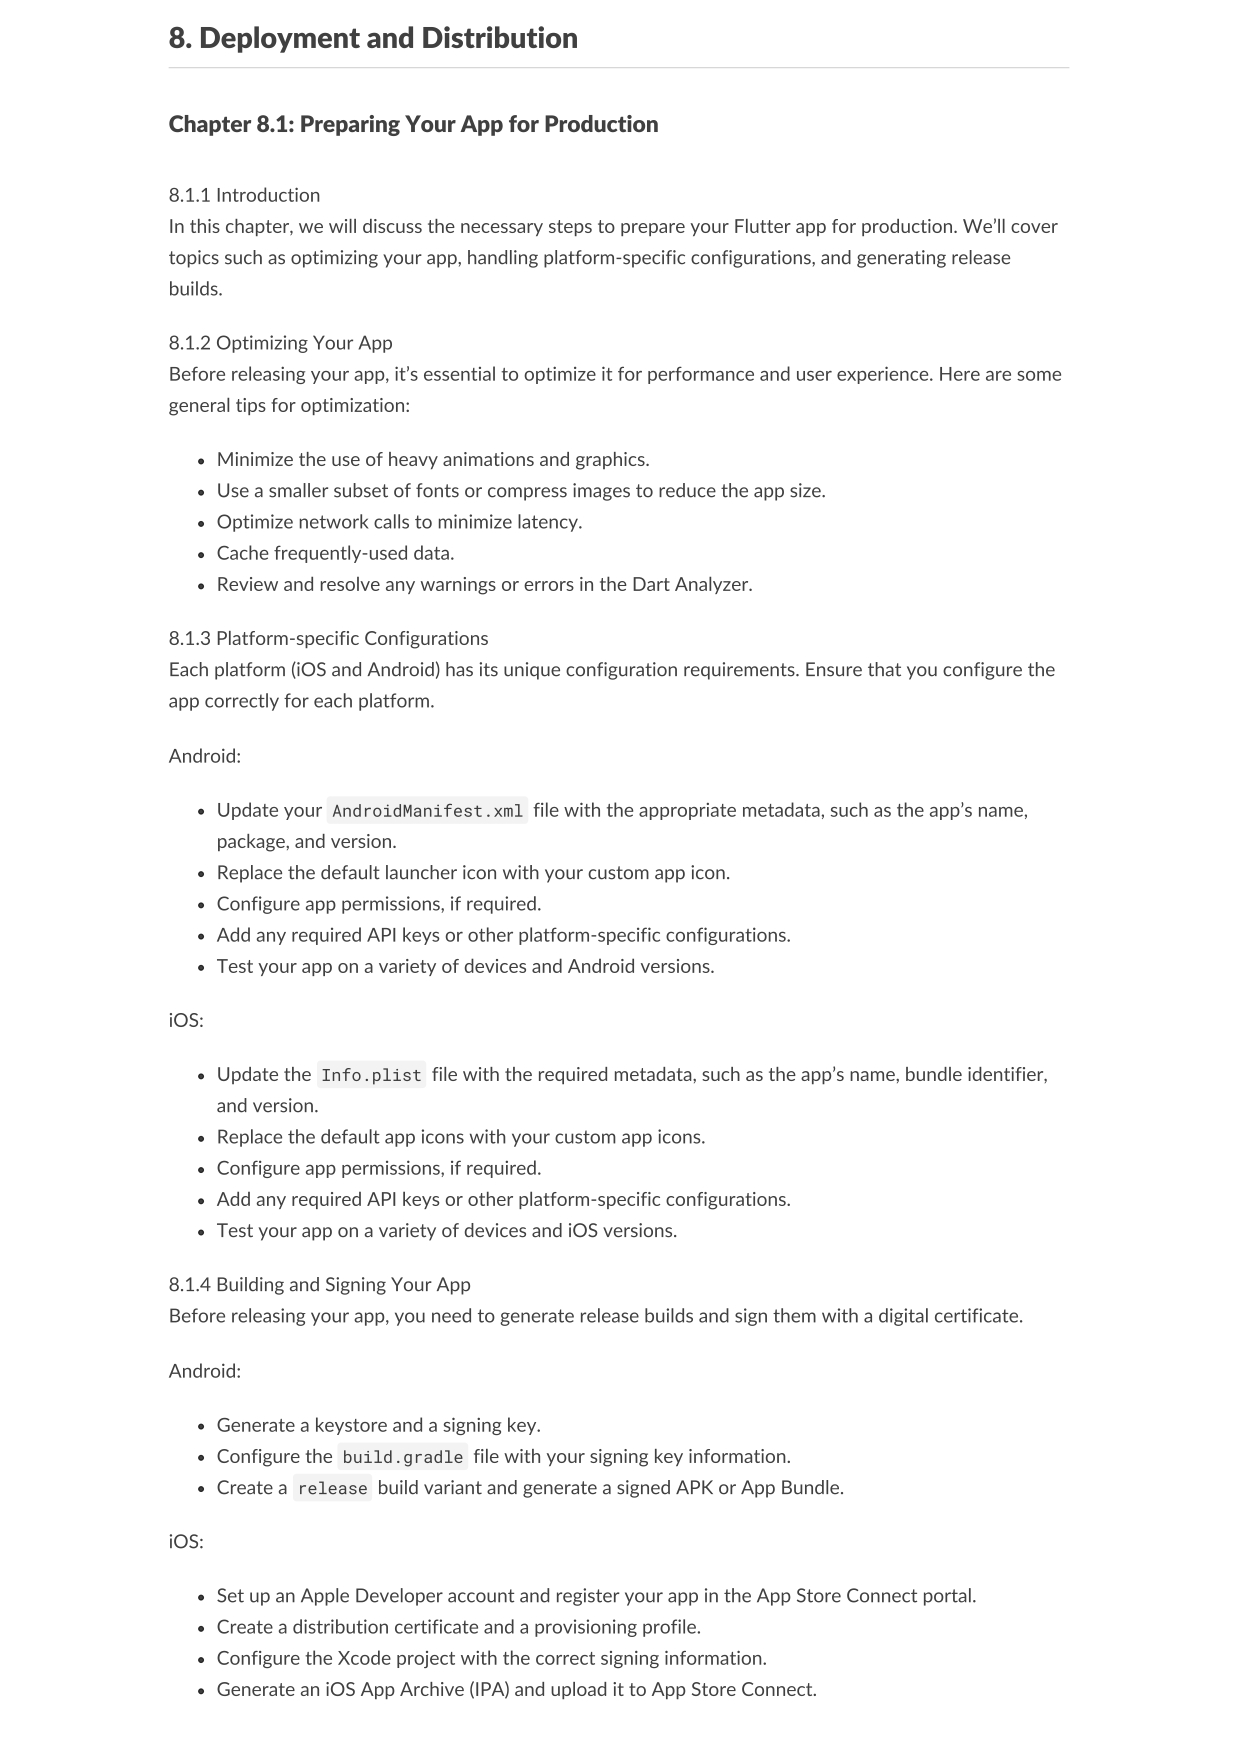 8. Deployment and Distribution
Chapter 8.1: Preparing Your App for Production
8.1.1 Introduction
In this chapter, we will discuss the necessary steps to prepare your Flutter app for production. We’ll cover
topics such as optimizing your app, handling platform-specific configurations, and generating release
builds.
8.1.2 Optimizing Your App
Before releasing your app, it’s essential to optimize it for performance and user experience. Here are some
general tips for optimization:
• Minimize the use of heavy animations and graphics.
• Use a smaller subset of fonts or compress images to reduce the app size.
• Optimize network calls to minimize latency.
• Cache frequently-used data.
• Review and resolve any warnings or errors in the Dart Analyzer.
8.1.3 Platform-specific Configurations
Each platform (iOS and Android) has its unique configuration requirements. Ensure that you configure the
app correctly for each platform.
Android:
• Update your AndroidManifest.xml file with the appropriate metadata, such as the app’s name,
package, and version.
• Replace the default launcher icon with your custom app icon.
• Configure app permissions, if required.
• Add any required API keys or other platform-specific configurations.
• Test your app on a variety of devices and Android versions.
iOS:
• Update the Info.plist file with the required metadata, such as the app’s name, bundle identifier,
and version.
• Replace the default app icons with your custom app icons.
• Configure app permissions, if required.
• Add any required API keys or other platform-specific configurations.
• Test your app on a variety of devices and iOS versions.
8.1.4 Building and Signing Your App
Before releasing your app, you need to generate release builds and sign them with a digital certificate.
Android:
• Generate a keystore and a signing key.
• Configure the build.gradle file with your signing key information.
• Create a release build variant and generate a signed APK or App Bundle.
iOS:
• Set up an Apple Developer account and register your app in the App Store Connect portal.
• Create a distribution certificate and a provisioning profile.
• Configure the Xcode project with the correct signing information.
• Generate an iOS App Archive (IPA) and upload it to App Store Connect.